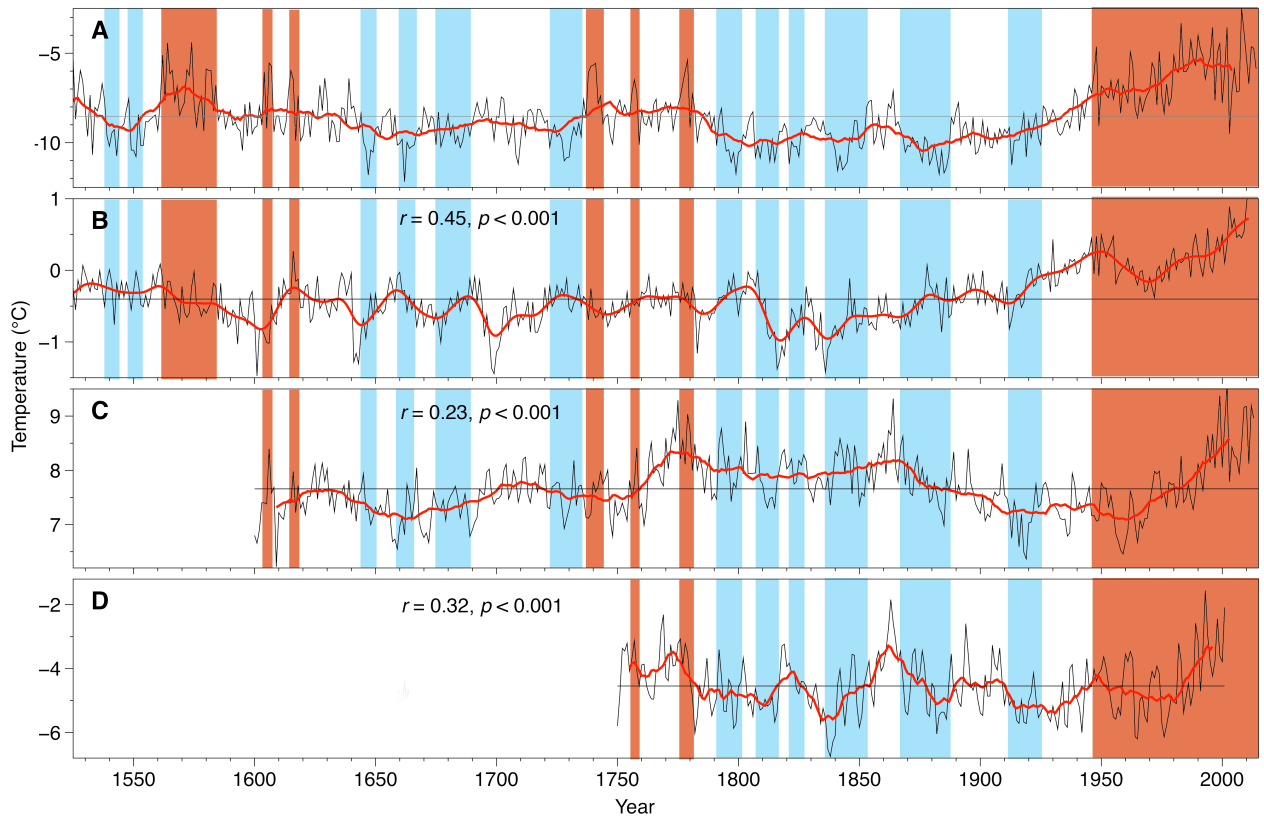 A
−5
-10
B
r = 0.45, p < 0.001
1
0
−1
C
r = 0.23, p < 0.001
9
8
7
D
r = 0.32, p < 0.001
−2
−4
−6
Temperature (°C)
1550 1600 1650 1700 1750 1800 1850 1900 1950 2000
Year